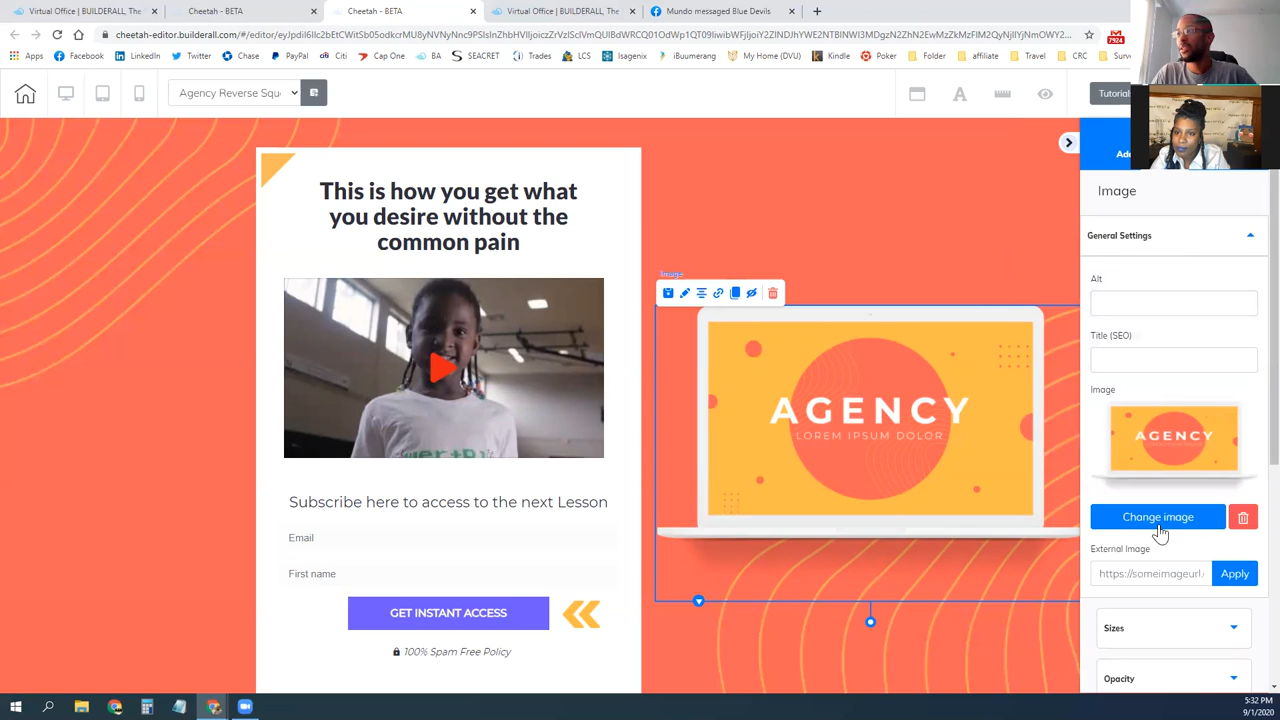 Virtual Office | BUILDERALL, The
Cheetah - BETA
Cheetah - BETA
Virtual Office | BUILDERALL, The
Mundo messaged Blue Devils
Apps
Facebook
LinkedIn
Twitter
Chase
PayPal
Citi
Cap One
BA
SEACRET
Trades
LCS
Isagenix
iBuumerang
My Home (DVU)
Kindle
Poker
Folder
affiliate
Travel
CRC
7924
Agency Reverse Squ
Tutorial
This is how you get what
you desire without the
common pain
Subscribe here to access to the next Lesson
Email
First name
GET INSTANT ACCESS
100% Spam Free Policy
Image
AGENCY
LOREM IPSUM DOLOR
Image
General Settings
Alt
Title (SEO)
Image
AGENCY
Change image
External Image
https://someimageurl.
Apply
Sizes
Opacity
5:32 PM
9/1/2020